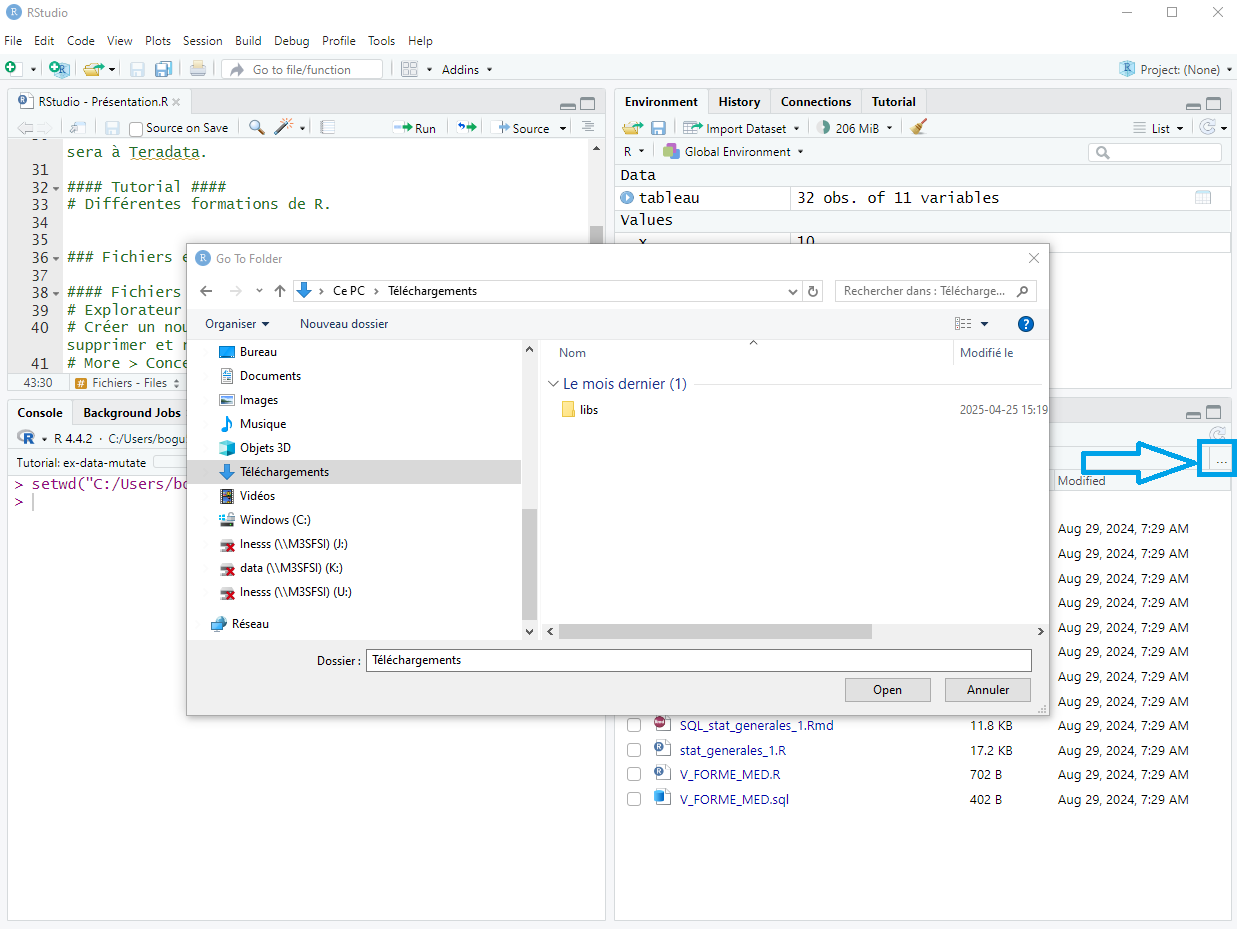 RStudio
File Edit Code View Plots Session Build Debug Profile Tools Help
Go to file/function Addins Project: (None)
RStudio - Présentation.R
Source on Save Run Source
sera à Teradata.
31
32 #### Tutorial ####
33 # Différentes formations de R.
34
35
36 ### Fichiers
37
38 #### Fichiers
39 # Explorateur
40 # Créer un
supprimer et
41 # More >
43:30 # Fichiers - Files
Environment History Connections Tutorial
Import Dataset 206 MiB List
R Global Environment
Data
tableau 32 obs. of 11 variables
Values
x 10
Console Background Jobs
R 4.4.2 · C:/Users/bogu
Tutorial: ex-data-mutate
> setwd("C:/Users/bo
>
Go To Folder
Ce PC Téléchargements Rechercher dans : Télécharge...
Organiser Nouveau dossier
Bureau
Documents
Images
Musique
Objets 3D
Téléchargements
Vidéos
Windows (C:)
Inesss (\\M3SFSI) (J:)
data (\\M3SFSI) (K:)
Inesss (\\M3SFSI) (U:)
Réseau
Nom Modifié le
Le mois dernier (1)
libs 2025-04-25 15:19
Dossier : Téléchargements
Open Annuler
...
Modified
Aug 29, 2024, 7:29 AM
Aug 29, 2024, 7:29 AM
Aug 29, 2024, 7:29 AM
Aug 29, 2024, 7:29 AM
Aug 29, 2024, 7:29 AM
Aug 29, 2024, 7:29 AM
Aug 29, 2024, 7:29 AM
Aug 29, 2024, 7:29 AM
SQL_stat_generales_1.Rmd 11.8 KB Aug 29, 2024, 7:29 AM
stat_generales_1.R 17.2 KB Aug 29, 2024, 7:29 AM
V_FORME_MED.R 702 B Aug 29, 2024, 7:29 AM
V_FORME_MED.sql 402 B Aug 29, 2024, 7:29 AM